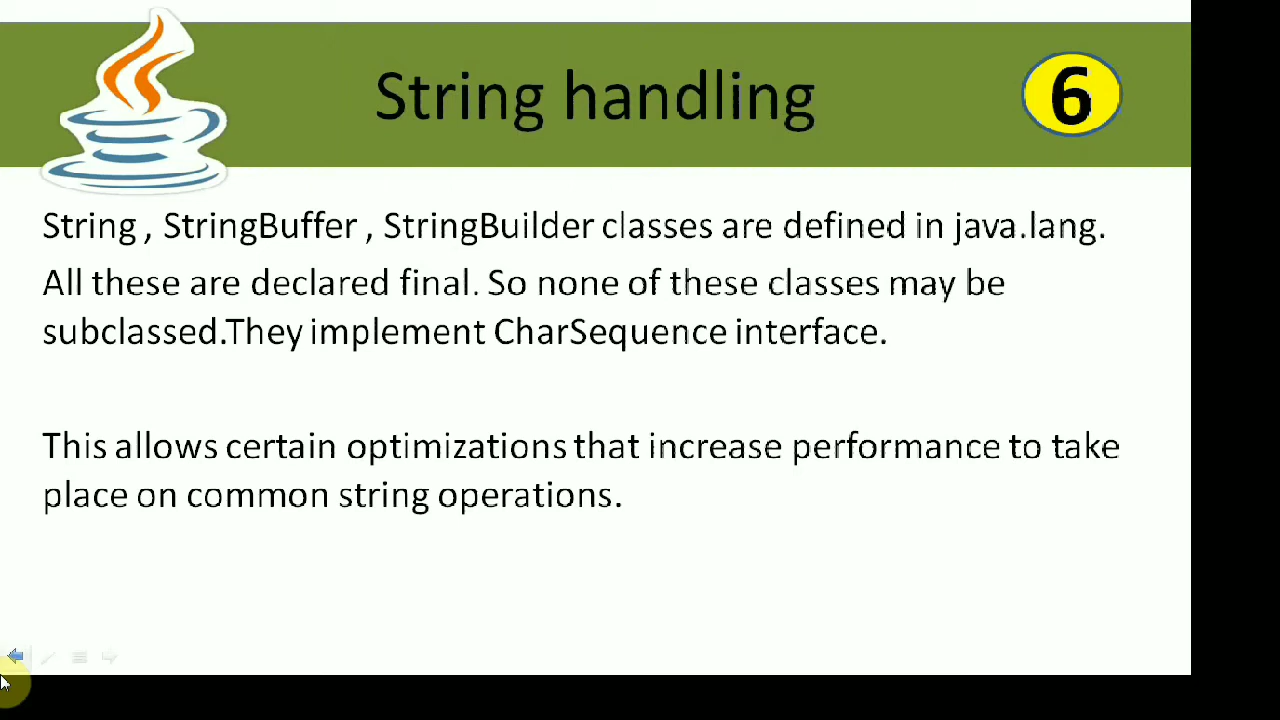 String handling
6
String , StringBuffer , StringBuilder classes are defined in java.lang.
All these are declared final. So none of these classes may be
subclassed.They implement CharSequence interface.
This allows certain optimizations that increase performance to take
place on common string operations.